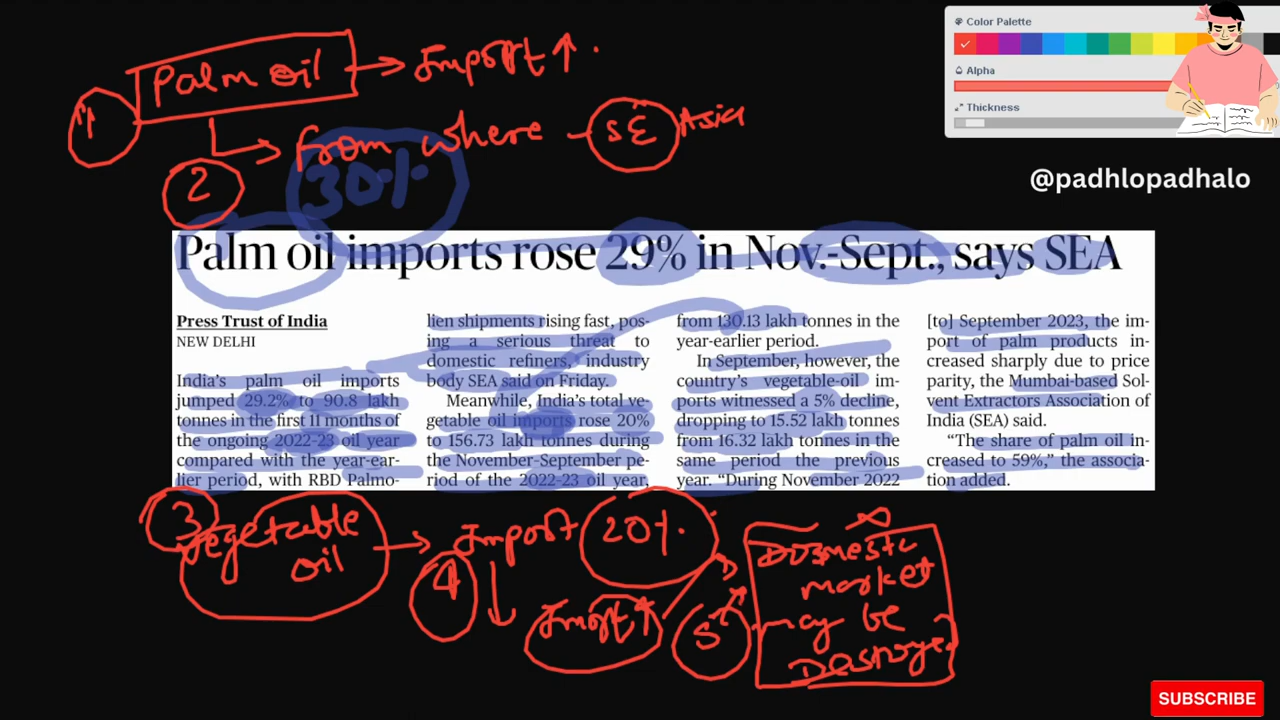 Color Palette
Alpha
Thickness
@padhlopadhalo
Palm oil → Import ↑
1
From where - SE Asia
2
30%
Palm oil imports rose 29% in Nov.-Sept., says SEA
Press Trust of India
NEW DELHI
India's palm oil imports
jumped 29.2% to 90.8 lakh
tonnes in the first 11 months of
the ongoing 2022-23 oil year
compared with the year-ear-
lier period, with RBD Palmo-
lien shipments rising fast, pos-
ing a serious threat to
domestic refiners, industry
body SEA said on Friday.
Meanwhile, India's total ve-
getable oil imports rose 20%
to 156.73 lakh tonnes during
the November-September pe-
riod of the 2022-23 oil year,
from 130.13 lakh tonnes in the
year-earlier period.
In September, however, the
country's vegetable-oil im-
ports witnessed a 5% decline,
dropping to 15.52 lakh tonnes
from 16.32 lakh tonnes in the
same period the previous
year. "During November 2022
[to] September 2023, the im-
port of palm products in-
creased sharply due to price
parity, the Mumbai-based Sol-
vent Extractors Association of
India (SEA) said.
"The share of palm oil in-
creased to 59%," the associa-
tion added.
3
Vegetable
oil
→ Import 20%
4
Import ↑
5
Domestic
market
may be
Destroyed
SUBSCRIBE